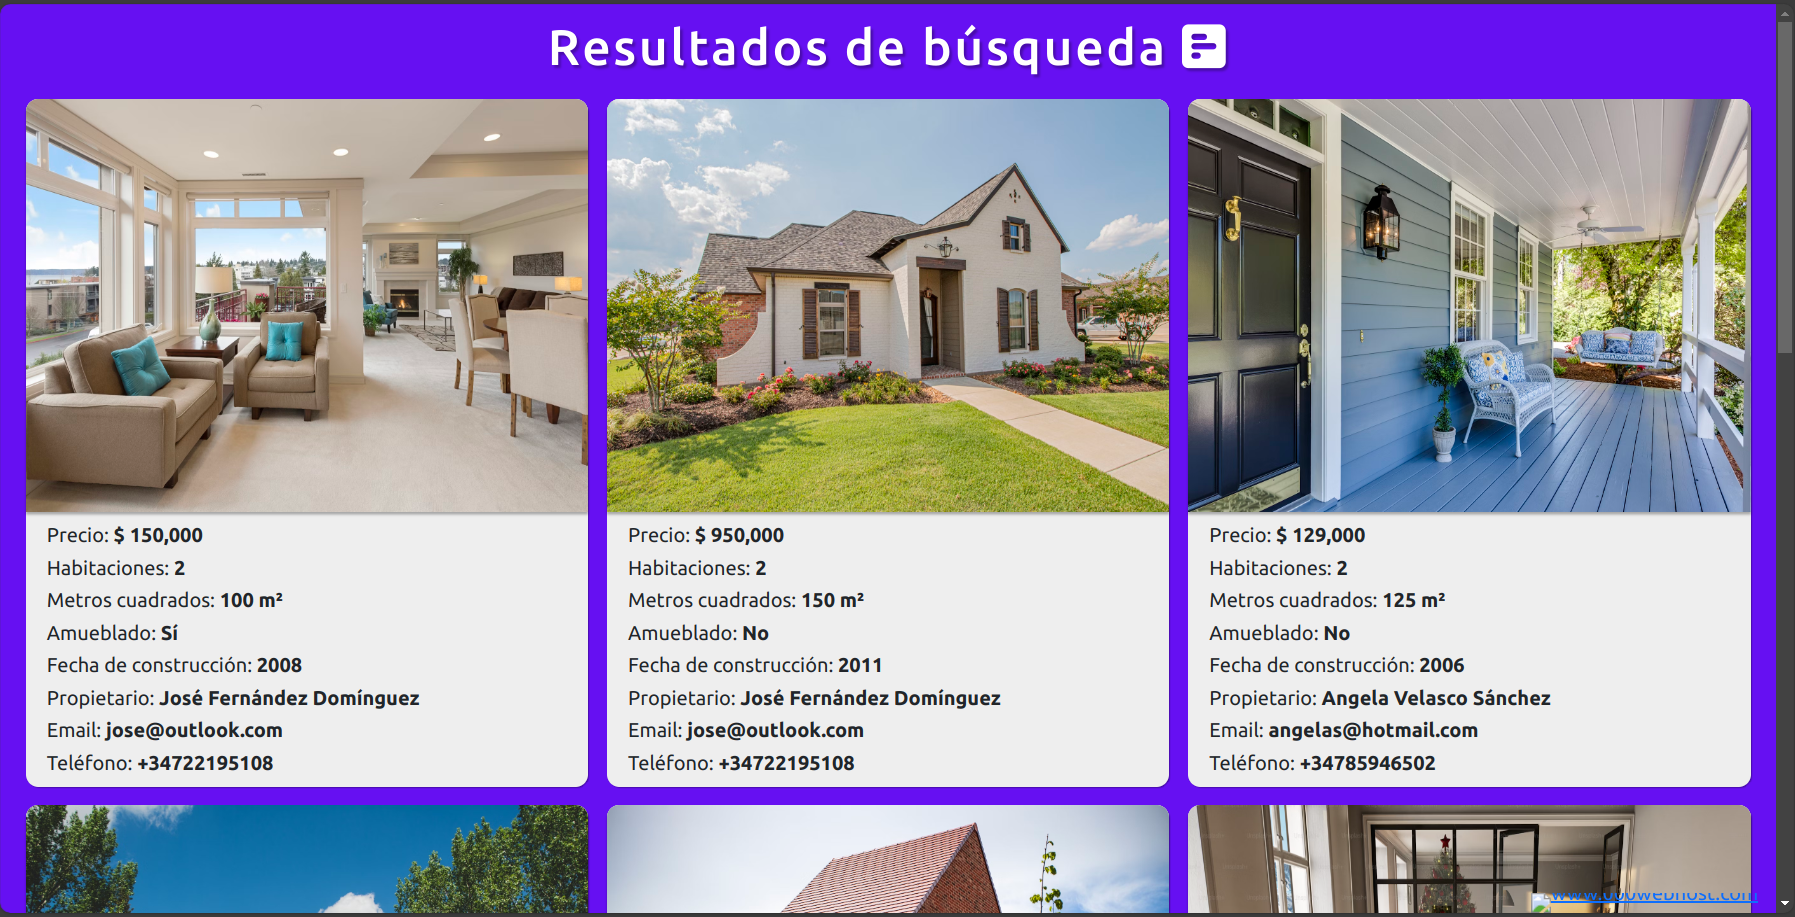 Resultados de búsqueda
Precio: $ 150,000
Habitaciones: 2
Metros cuadrados: 100 m²
Amueblado: Sí
Fecha de construcción: 2008
Propietario: José Fernández Domínguez
Email: jose@outlook.com
Teléfono: +34722195108
Precio: $ 950,000
Habitaciones: 2
Metros cuadrados: 150 m²
Amueblado: No
Fecha de construcción: 2011
Propietario: José Fernández Domínguez
Email: jose@outlook.com
Teléfono: +34722195108
Precio: $ 129,000
Habitaciones: 2
Metros cuadrados: 125 m²
Amueblado: No
Fecha de construcción: 2006
Propietario: Angela Velasco Sánchez
Email: angelas@hotmail.com
Teléfono: +34785946502